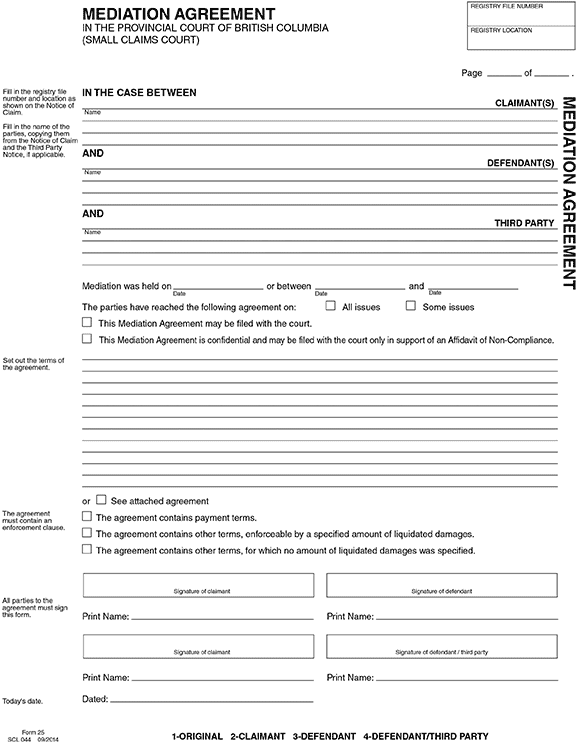 MEDIATION AGREEMENT
IN THE PROVINCIAL COURT OF BRITISH COLUMBIA
(SMALL CLAIMS COURT)
REGISTRY FILE NUMBER
REGISTRY LOCATION
Page ______ of ______ .
Fill in the registry file
number and location as
shown on the Notice of
Claim.
Fill in the name of the
parties, copying them
from the Notice of Claim
and the Third Party
Notice, if applicable.
IN THE CASE BETWEEN
CLAIMANT(S)
Name
AND
DEFENDANT(S)
Name
AND
THIRD PARTY
Name
MEDIATION AGREEMENT
Mediation was held on ______ or between ______ and ______
Date Date Date
The parties have reached the following agreement on: All issues Some issues
This Mediation Agreement may be filed with the court.
This Mediation Agreement is confidential and may be filed with the court only in support of an Affidavit of Non-Compliance.
Set out the terms of
the agreement.
or See attached agreement
The agreement
must contain an
enforcement clause.
The agreement contains payment terms.
The agreement contains other terms, enforceable by a specified amount of liquidated damages.
The agreement contains other terms, for which no amount of liquidated damages was specified.
All parties to the
agreement must sign
this form.
Signature of claimant Signature of defendant
Print Name: ______ Print Name: ______
Signature of claimant Signature of defendant / third party
Print Name: ______ Print Name: ______
Today's date.
Dated: ______
Form 25
SCL 044 09/2014
1-ORIGINAL 2-CLAIMANT 3-DEFENDANT 4-DEFENDANT/THIRD PARTY